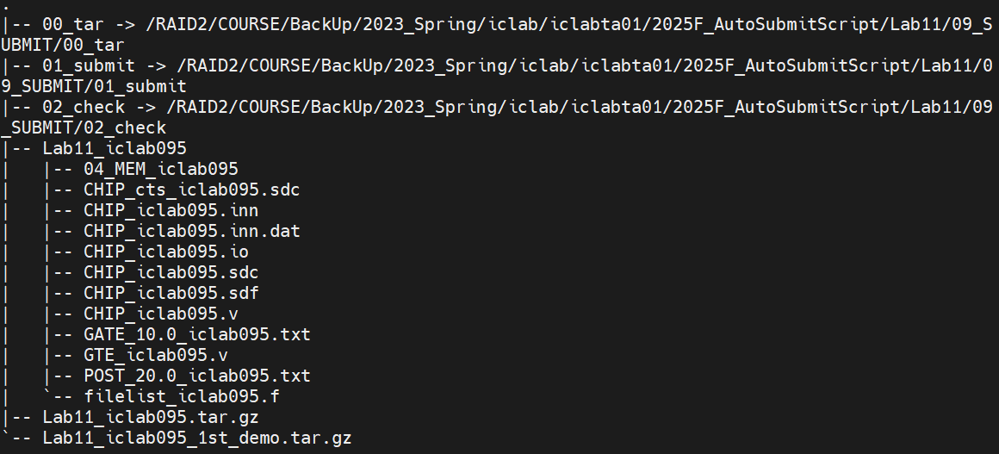 .
|-- 00_tar -> /RAID2/COURSE/BackUp/2023_Spring/iclab/iclabta01/2025F_AutoSubmitScript/Lab11/09_S
UBMIT/00_tar
|-- 01_submit -> /RAID2/COURSE/BackUp/2023_Spring/iclab/iclabta01/2025F_AutoSubmitScript/Lab11/0
9_SUBMIT/01_submit
|-- 02_check -> /RAID2/COURSE/BackUp/2023_Spring/iclab/iclabta01/2025F_AutoSubmitScript/Lab11/09
_SUBMIT/02_check
|-- Lab11_iclab095
|   |-- 04_MEM_iclab095
|   |-- CHIP_cts_iclab095.sdc
|   |-- CHIP_iclab095.inn
|   |-- CHIP_iclab095.inn.dat
|   |-- CHIP_iclab095.io
|   |-- CHIP_iclab095.sdc
|   |-- CHIP_iclab095.sdf
|   |-- CHIP_iclab095.v
|   |-- GATE_10.0_iclab095.txt
|   |-- GTE_iclab095.v
|   |-- POST_20.0_iclab095.txt
|   `-- filelist_iclab095.f
|-- Lab11_iclab095.tar.gz
`-- Lab11_iclab095_1st_demo.tar.gz